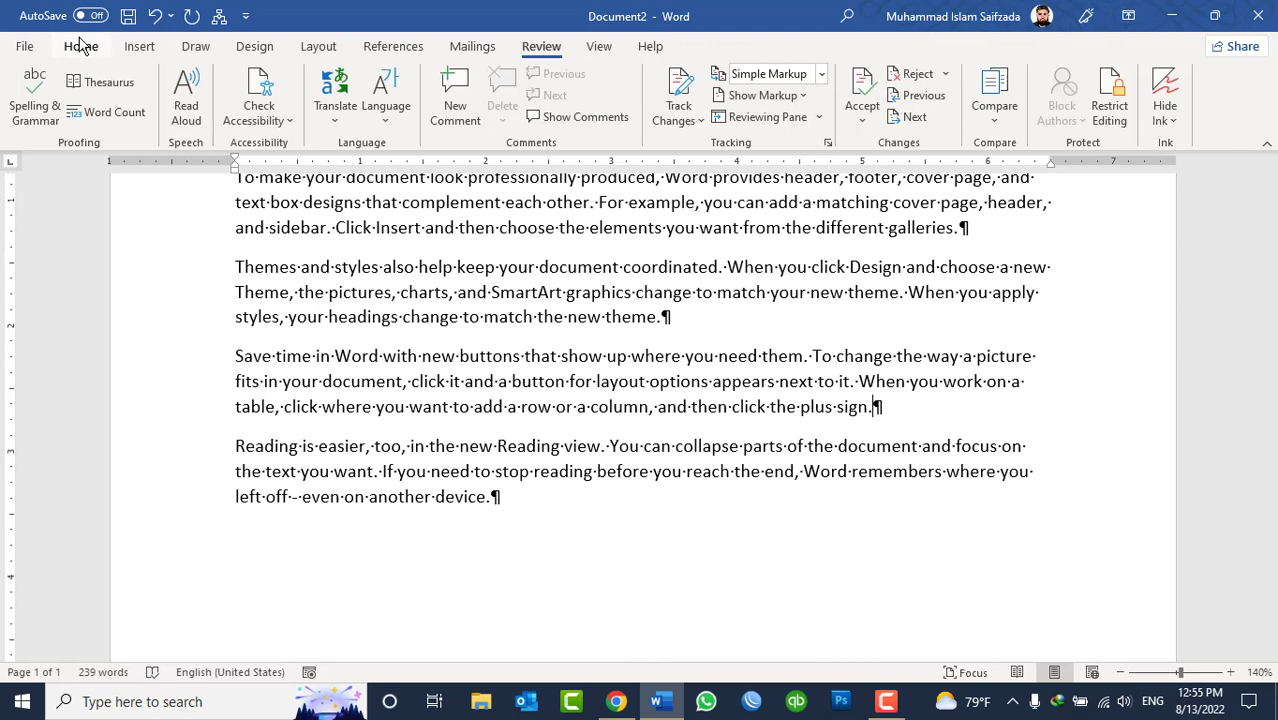 AutoSave Off
Document2 - Word
Muhammad Islam Saifzada
File Home Insert Draw Design Layout References Mailings Review View Help
Share
abc
Spelling & Grammar
Thesaurus
Word Count
Read Aloud
Check Accessibility
Translate
Language
New Comment
Delete
Previous
Next
Show Comments
Track Changes
Simple Markup
Show Markup
Reviewing Pane
Accept
Reject
Previous
Next
Compare
Block Authors
Restrict Editing
Hide Ink
Proofing Speech Accessibility Language Comments Tracking Changes Compare Protect Ink
1 1 2 3 4 5 6 7
To·make·your·document·look·professionally·produced,·Word·provides·header,·footer,·cover·page,·and·
text·box·designs·that·complement·each·other.·For·example,·you·can·add·a·matching·cover·page,·header,·
and·sidebar.·Click·Insert·and·then·choose·the·elements·you·want·from·the·different·galleries.¶
Themes·and·styles·also·help·keep·your·document·coordinated.·When·you·click·Design·and·choose·a·new·
Theme,·the·pictures,·charts,·and·SmartArt·graphics·change·to·match·your·new·theme.·When·you·apply·
styles,·your·headings·change·to·match·the·new·theme.¶
Save·time·in·Word·with·new·buttons·that·show·up·where·you·need·them.·To·change·the·way·a·picture·
fits·in·your·document,·click·it·and·a·button·for·layout·options·appears·next·to·it.·When·you·work·on·a·
table,·click·where·you·want·to·add·a·row·or·a·column,·and·then·click·the·plus·sign.¶
Reading·is·easier,·too,·in·the·new·Reading·view.·You·can·collapse·parts·of·the·document·and·focus·on·
the·text·you·want.·If·you·need·to·stop·reading·before·you·reach·the·end,·Word·remembers·where·you·
left·off·-·even·on·another·device.¶
1
2
3
4
Page 1 of 1 239 words English (United States) Focus 140%
Type here to search
79°F
ENG
12:55 PM
8/13/2022